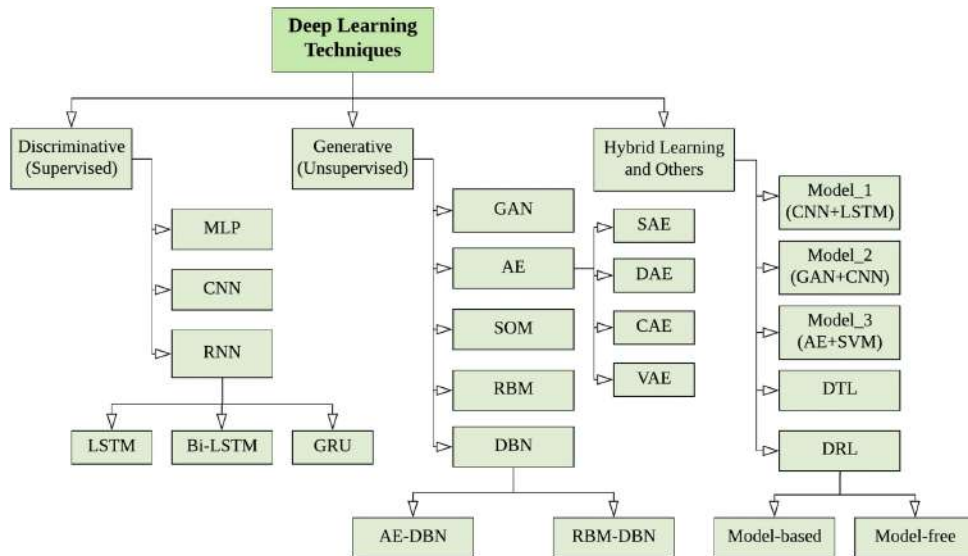 Deep Learning
Techniques
Discriminative
(Supervised)
Generative
(Unsupervised)
Hybrid Learning
and Others
MLP
CNN
RNN
LSTM
Bi-LSTM
GRU
GAN
AE
SOM
RBM
DBN
SAE
DAE
CAE
VAE
AE-DBN
RBM-DBN
Model_1
(CNN+LSTM)
Model_2
(GAN+CNN)
Model_3
(AE+SVM)
DTL
DRL
Model-based
Model-free